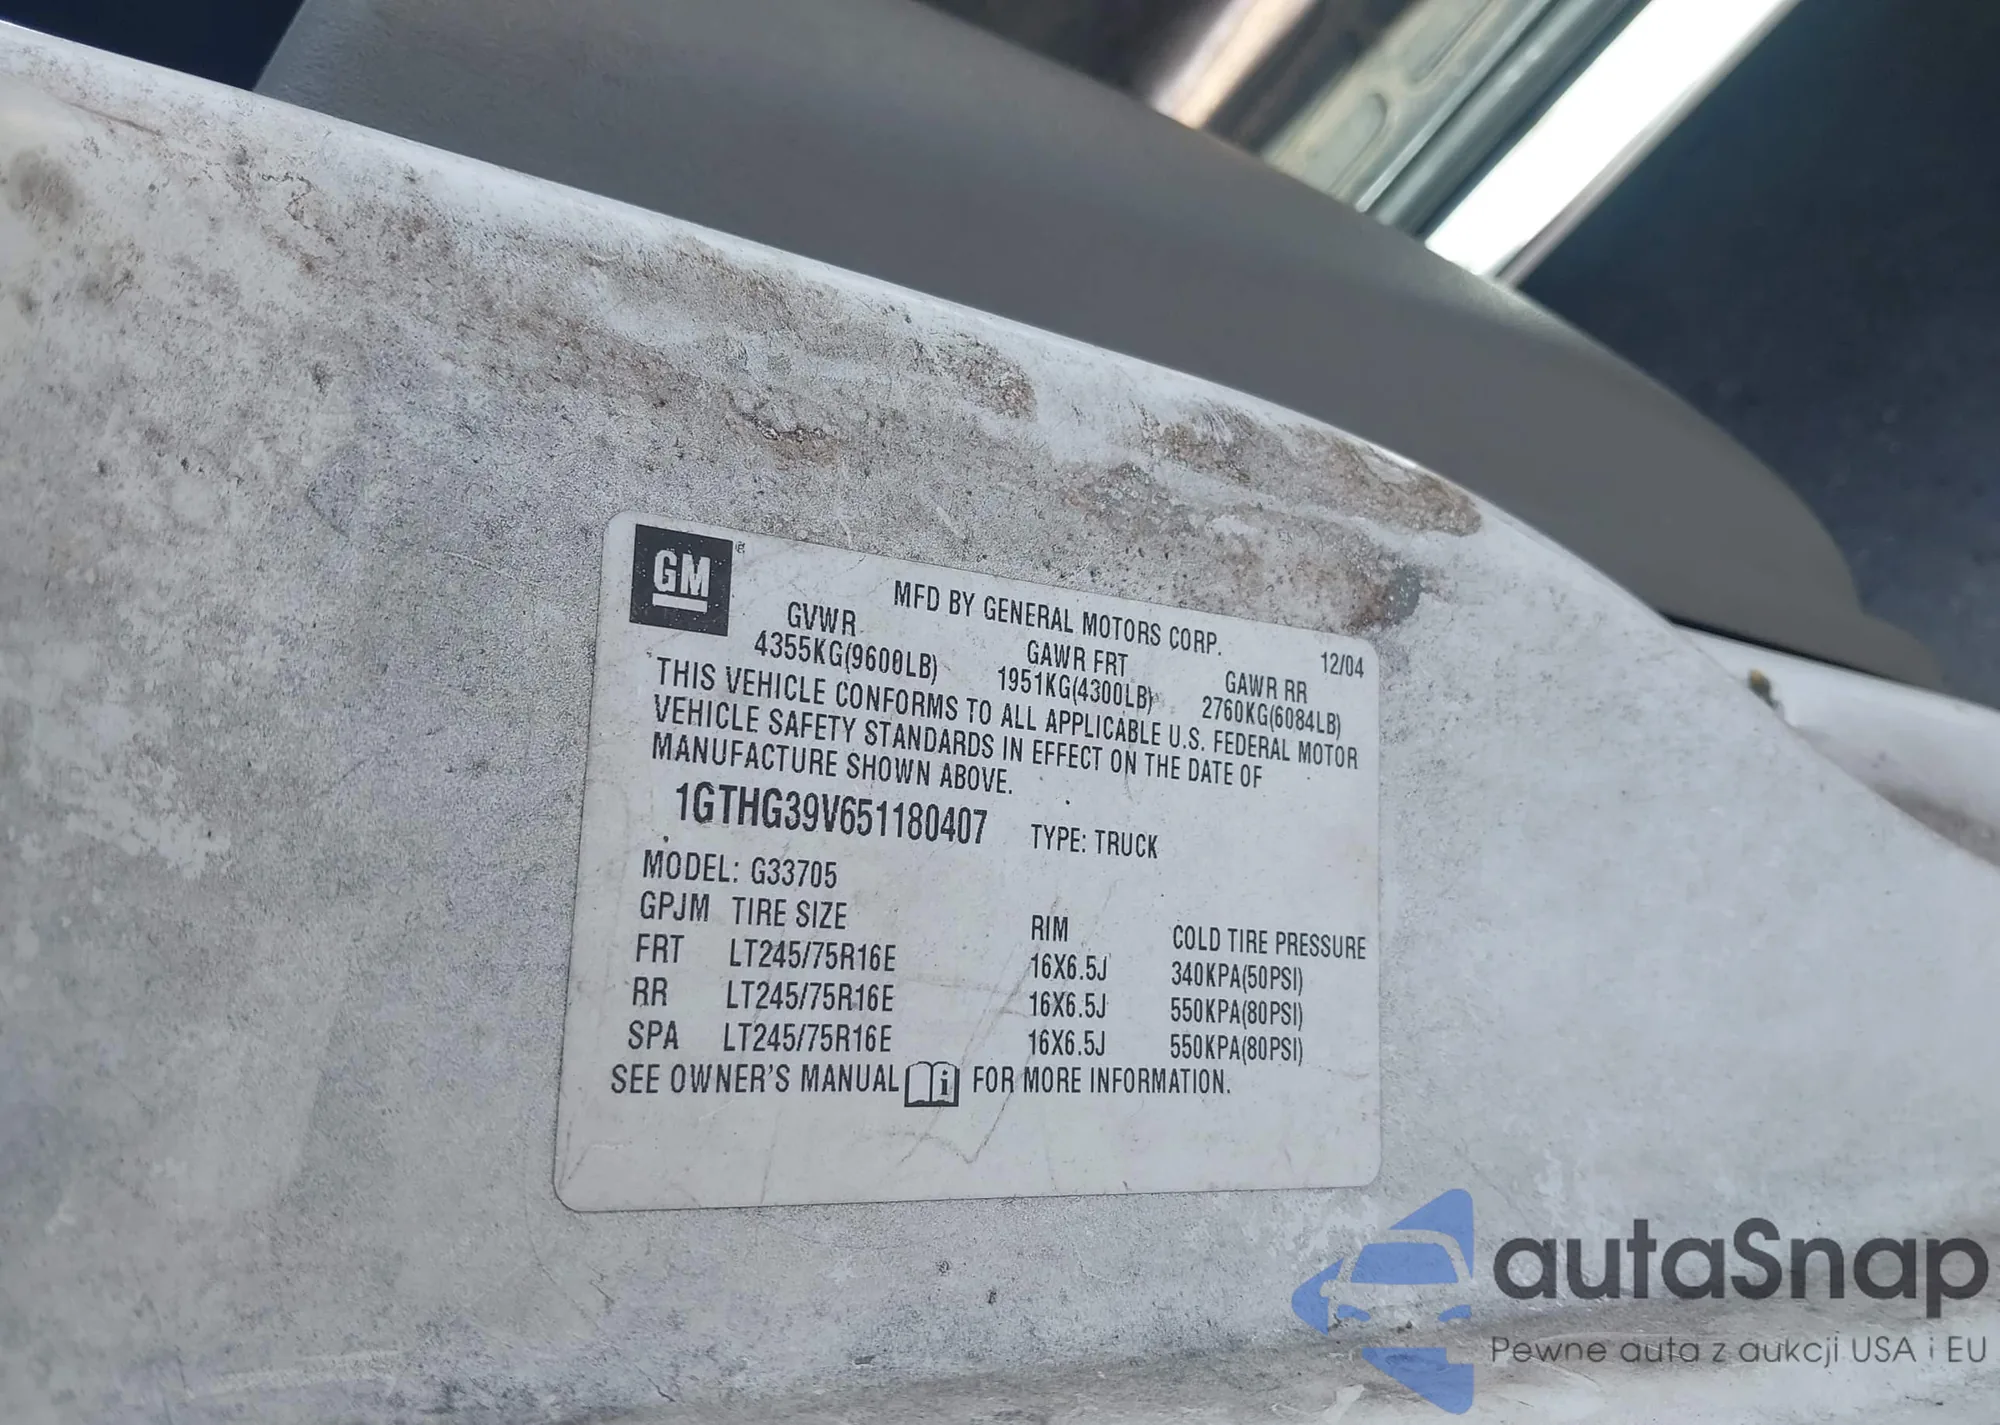 GM
MFD BY GENERAL MOTORS CORP.
12/04
GVWR GAWR FRT GAWR RR
4355KG(9600LB) 1951KG(4300LB) 2760KG(6084LB)
THIS VEHICLE CONFORMS TO ALL APPLICABLE U.S. FEDERAL MOTOR
VEHICLE SAFETY STANDARDS IN EFFECT ON THE DATE OF
MANUFACTURE SHOWN ABOVE.
1GTHG39V651180407 TYPE: TRUCK
MODEL: G33705
GPJM TIRE SIZE RIM COLD TIRE PRESSURE
FRT LT245/75R16E 16X6.5J 340KPA(50PSI)
RR LT245/75R16E 16X6.5J 550KPA(80PSI)
SPA LT245/75R16E 16X6.5J 550KPA(80PSI)
SEE OWNER'S MANUAL i FOR MORE INFORMATION.
autaSnap
Pewne auta z aukcji USA i EU